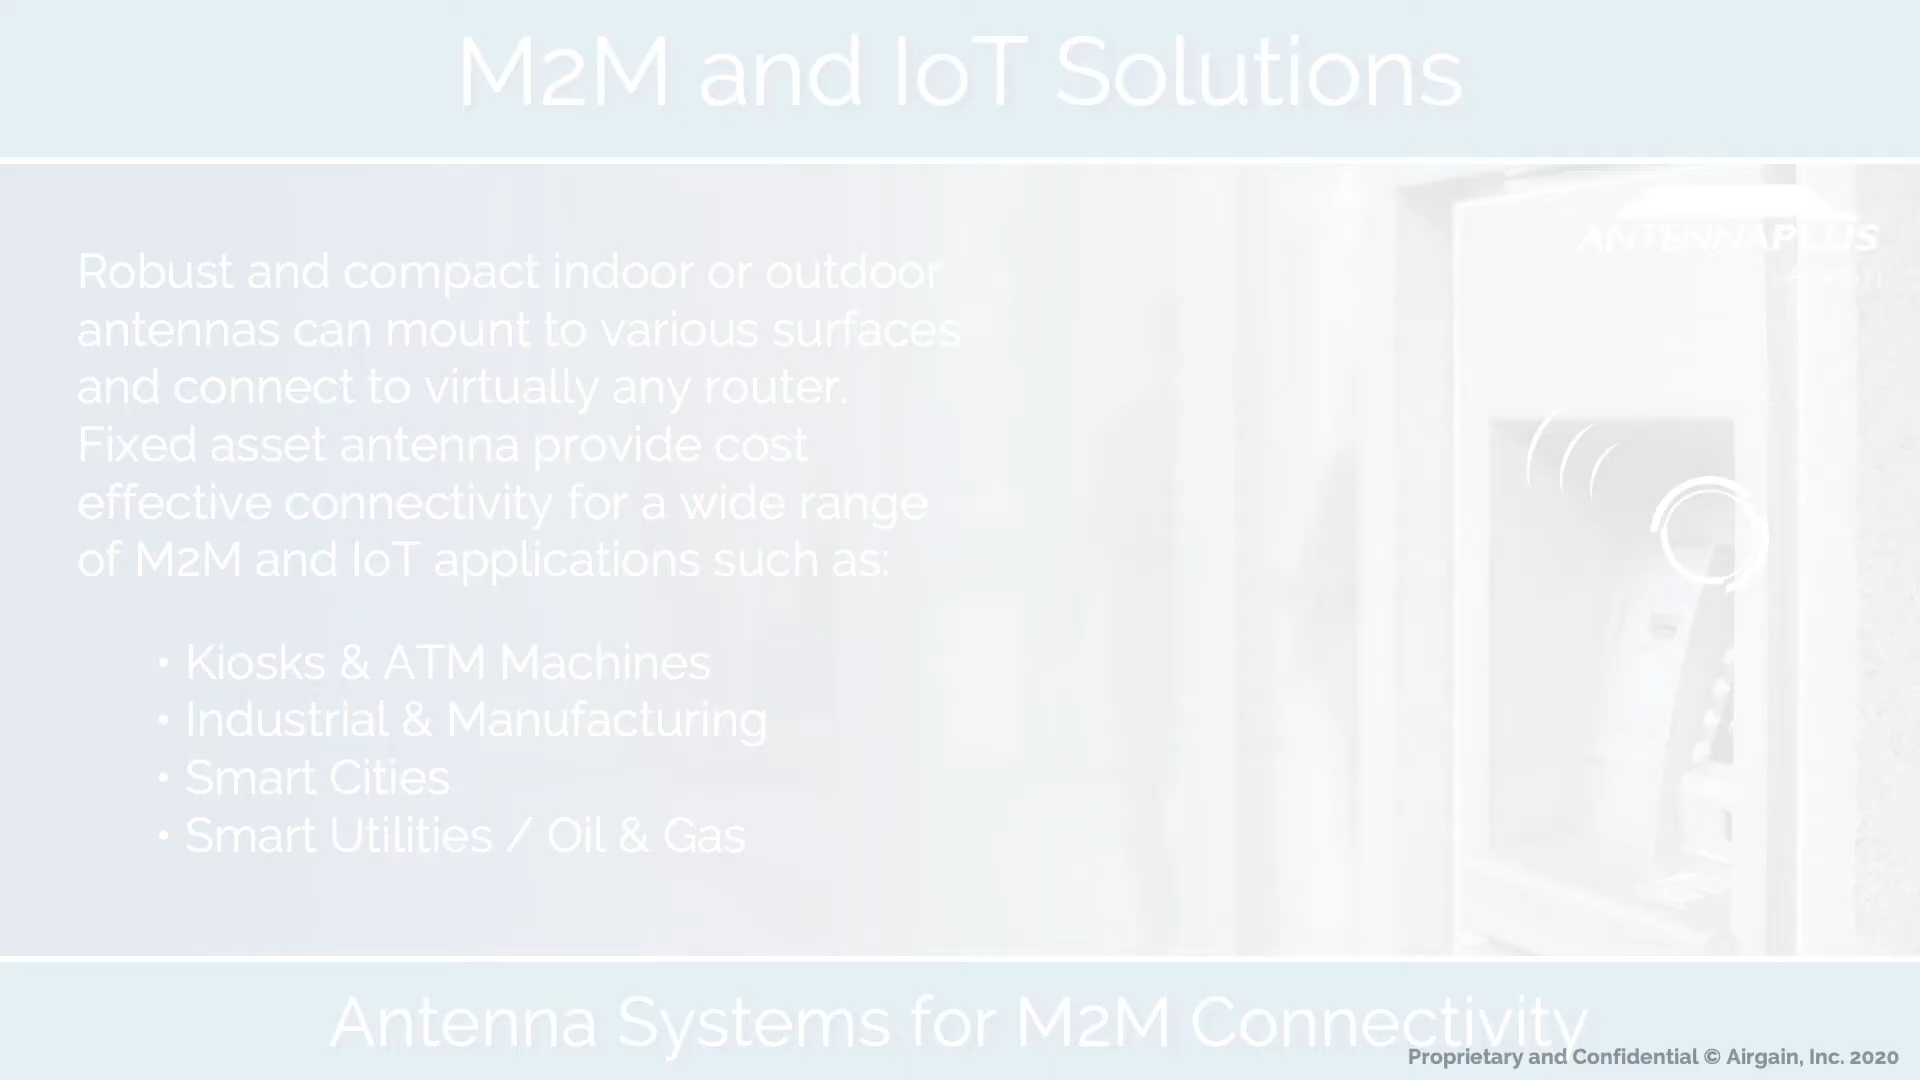 M2M and IoT Solutions
ANTENNAPLUS
Robust and compact indoor or outdoor
antennas can mount to various surfaces
and connect to virtually any router.
Fixed asset antenna provide cost
effective connectivity for a wide range
of M2M and IoT applications such as:
• Kiosks & ATM Machines
• Industrial & Manufacturing
• Smart Cities
• Smart Utilities / Oil & Gas
Antenna Systems for M2M Connectivity
Proprietary and Confidential © Airgain, Inc. 2020